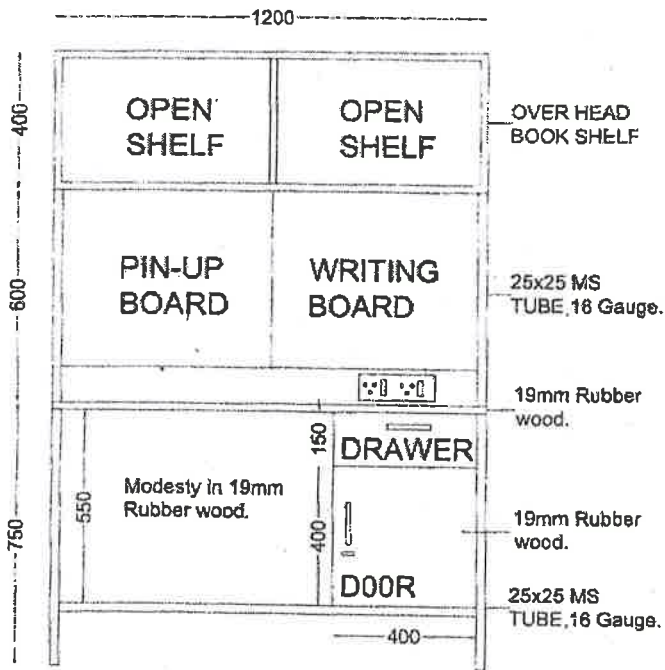 1200
400
OPEN
SHELF
OPEN
SHELF
OVER HEAD
BOOK SHELF
600
PIN-UP
BOARD
WRITING
BOARD
25x25 MS
TUBE,16 Gauge.
19mm Rubber
wood.
750
550
Modesty in 19mm
Rubber wood.
150
DRAWER
400
19mm Rubber
wood.
D00R
25x25 MS
TUBE,16 Gauge.
400